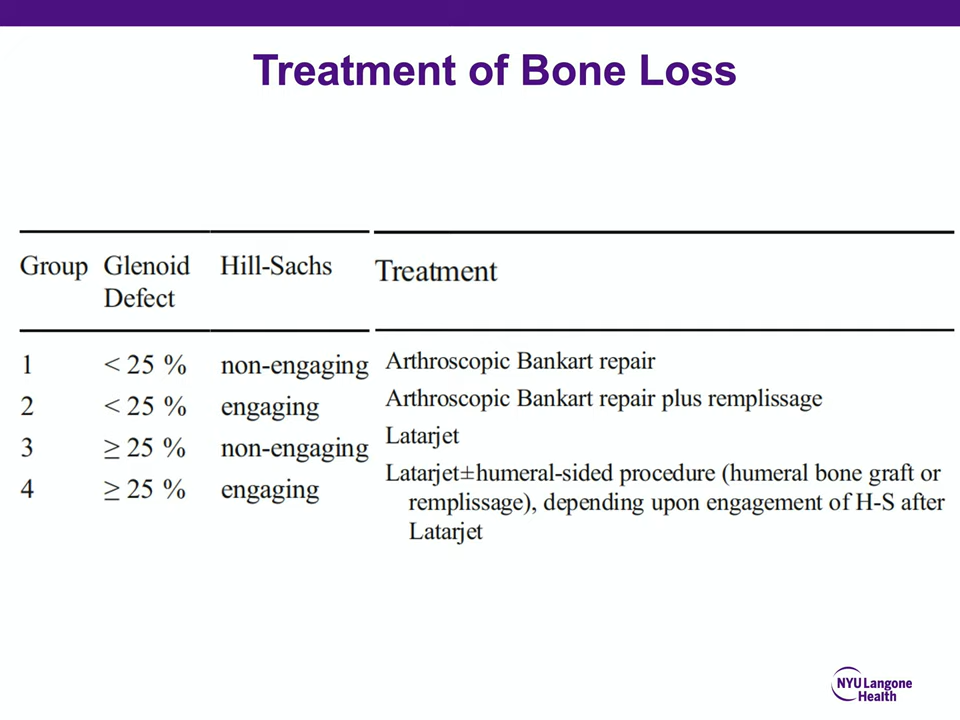 Treatment of Bone Loss
Group Glenoid Defect Hill-Sachs Treatment
1 < 25 % non-engaging Arthroscopic Bankart repair
2 < 25 % engaging Arthroscopic Bankart repair plus remplissage
3 ≥ 25 % non-engaging Latarjet
4 ≥ 25 % engaging Latarjet±humeral-sided procedure (humeral bone graft or
remplissage), depending upon engagement of H-S after
Latarjet
NYU Langone
Health